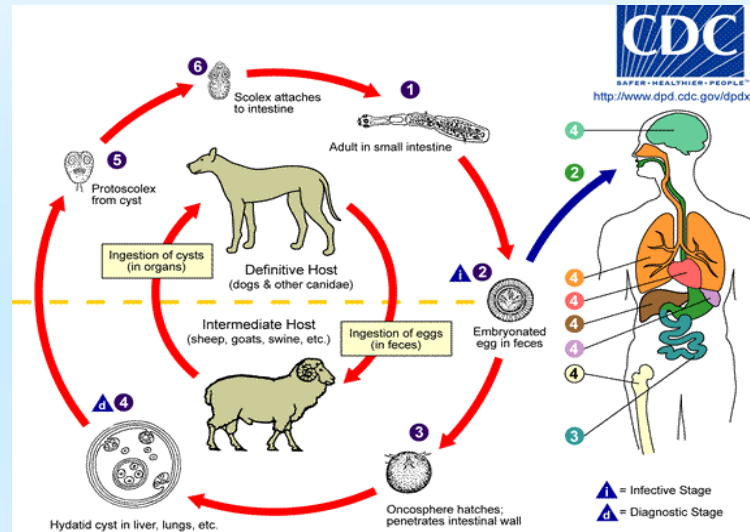 CDC
SAFER • HEALTHIER • PEOPLE™
http://www.dpd.cdc.gov/dpdx
6
Scolex attaches
to intestine
1
Adult in small intestine
5
Protoscolex
from cyst
4
2
Ingestion of cysts
(in organs)
Definitive Host
(dogs & other canidae)
i 2
Embryonated
egg in feces
Intermediate Host
(sheep, goats, swine, etc.)
Ingestion of eggs
(in feces)
4
4
4
4
4
3
d 4
Hydatid cyst in liver, lungs, etc.
3
Oncosphere hatches;
penetrates intestinal wall
i = Infective Stage
d = Diagnostic Stage